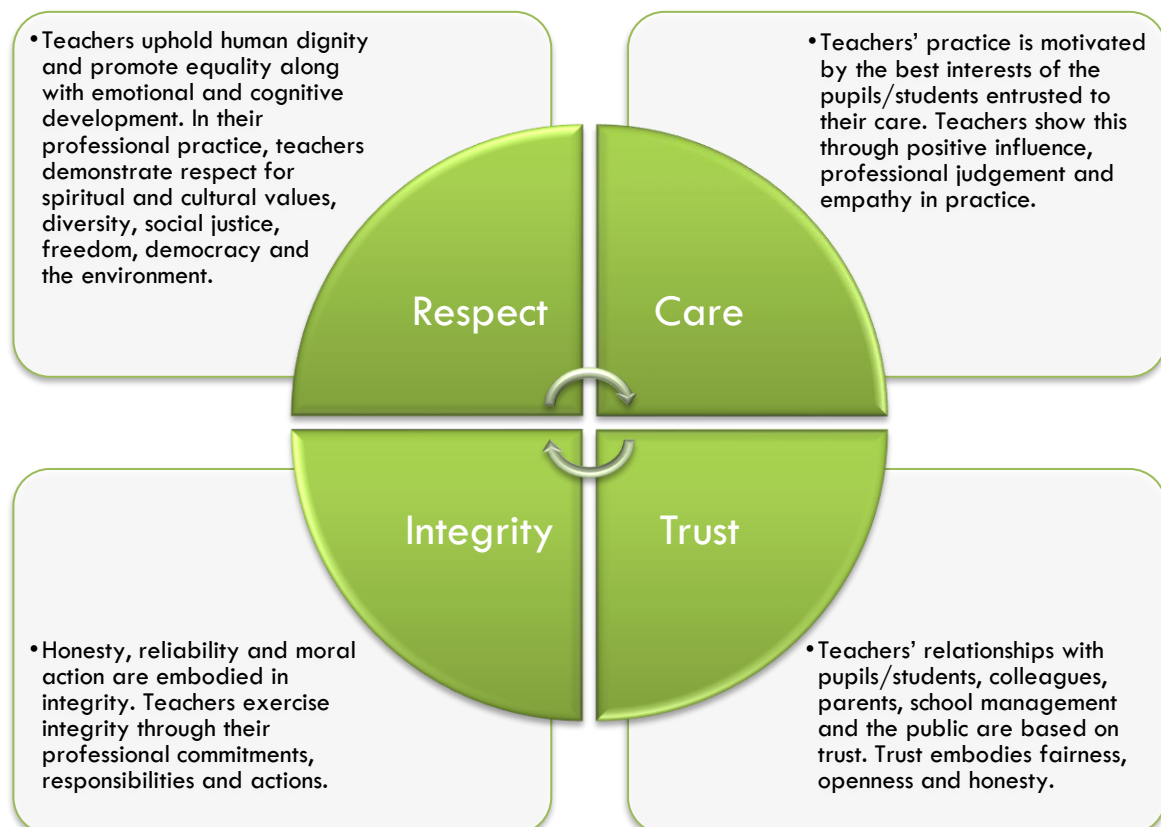 •Teachers uphold human dignity
and promote equality along
with emotional and cognitive
development. In their
professional practice, teachers
demonstrate respect for
spiritual and cultural values,
diversity, social justice,
freedom, democracy and
the environment.
•Teachers’ practice is motivated
by the best interests of the
pupils/students entrusted to
their care. Teachers show this
through positive influence,
professional judgement and
empathy in practice.
Respect
Care
Integrity
Trust
•Honesty, reliability and moral
action are embodied in
integrity. Teachers exercise
integrity through their
professional commitments,
responsibilities and actions.
•Teachers’ relationships with
pupils/students, colleagues,
parents, school management
and the public are based on
trust. Trust embodies fairness,
openness and honesty.